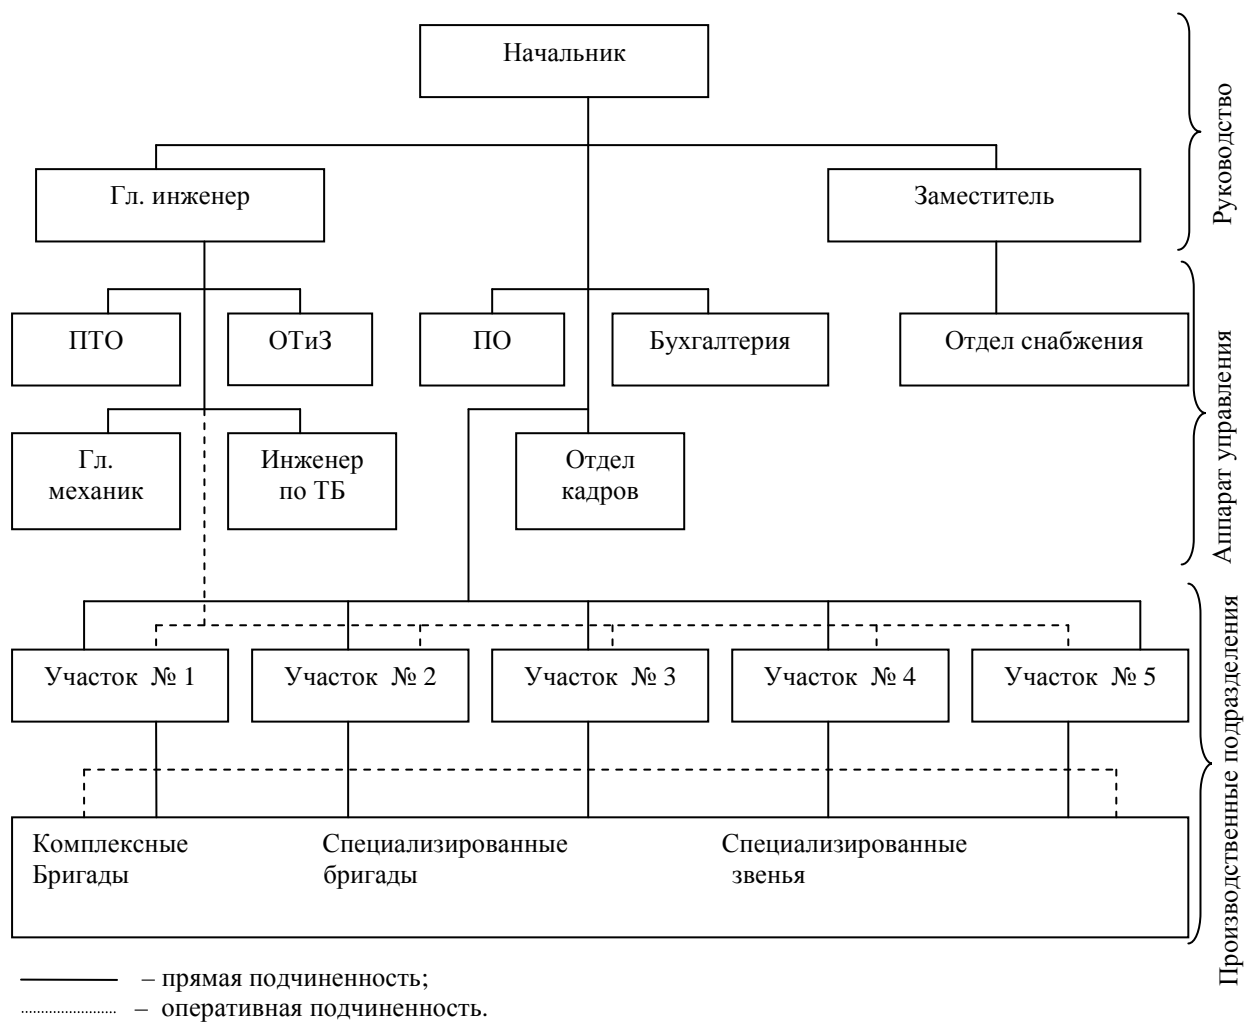 Начальник
Руководство
Гл. инженер
Заместитель
ПТО
ОТиЗ
ПО
Бухгалтерия
Отдел снабжения
Аппарат управления
Гл.
механик
Инженер
по ТБ
Отдел
кадров
Участок № 1
Участок № 2
Участок № 3
Участок № 4
Участок № 5
Производственные подразделения
Комплексные
Бригады
Специализированные
бригады
Специализированные
звенья
– прямая подчиненность;
– оперативная подчиненность.